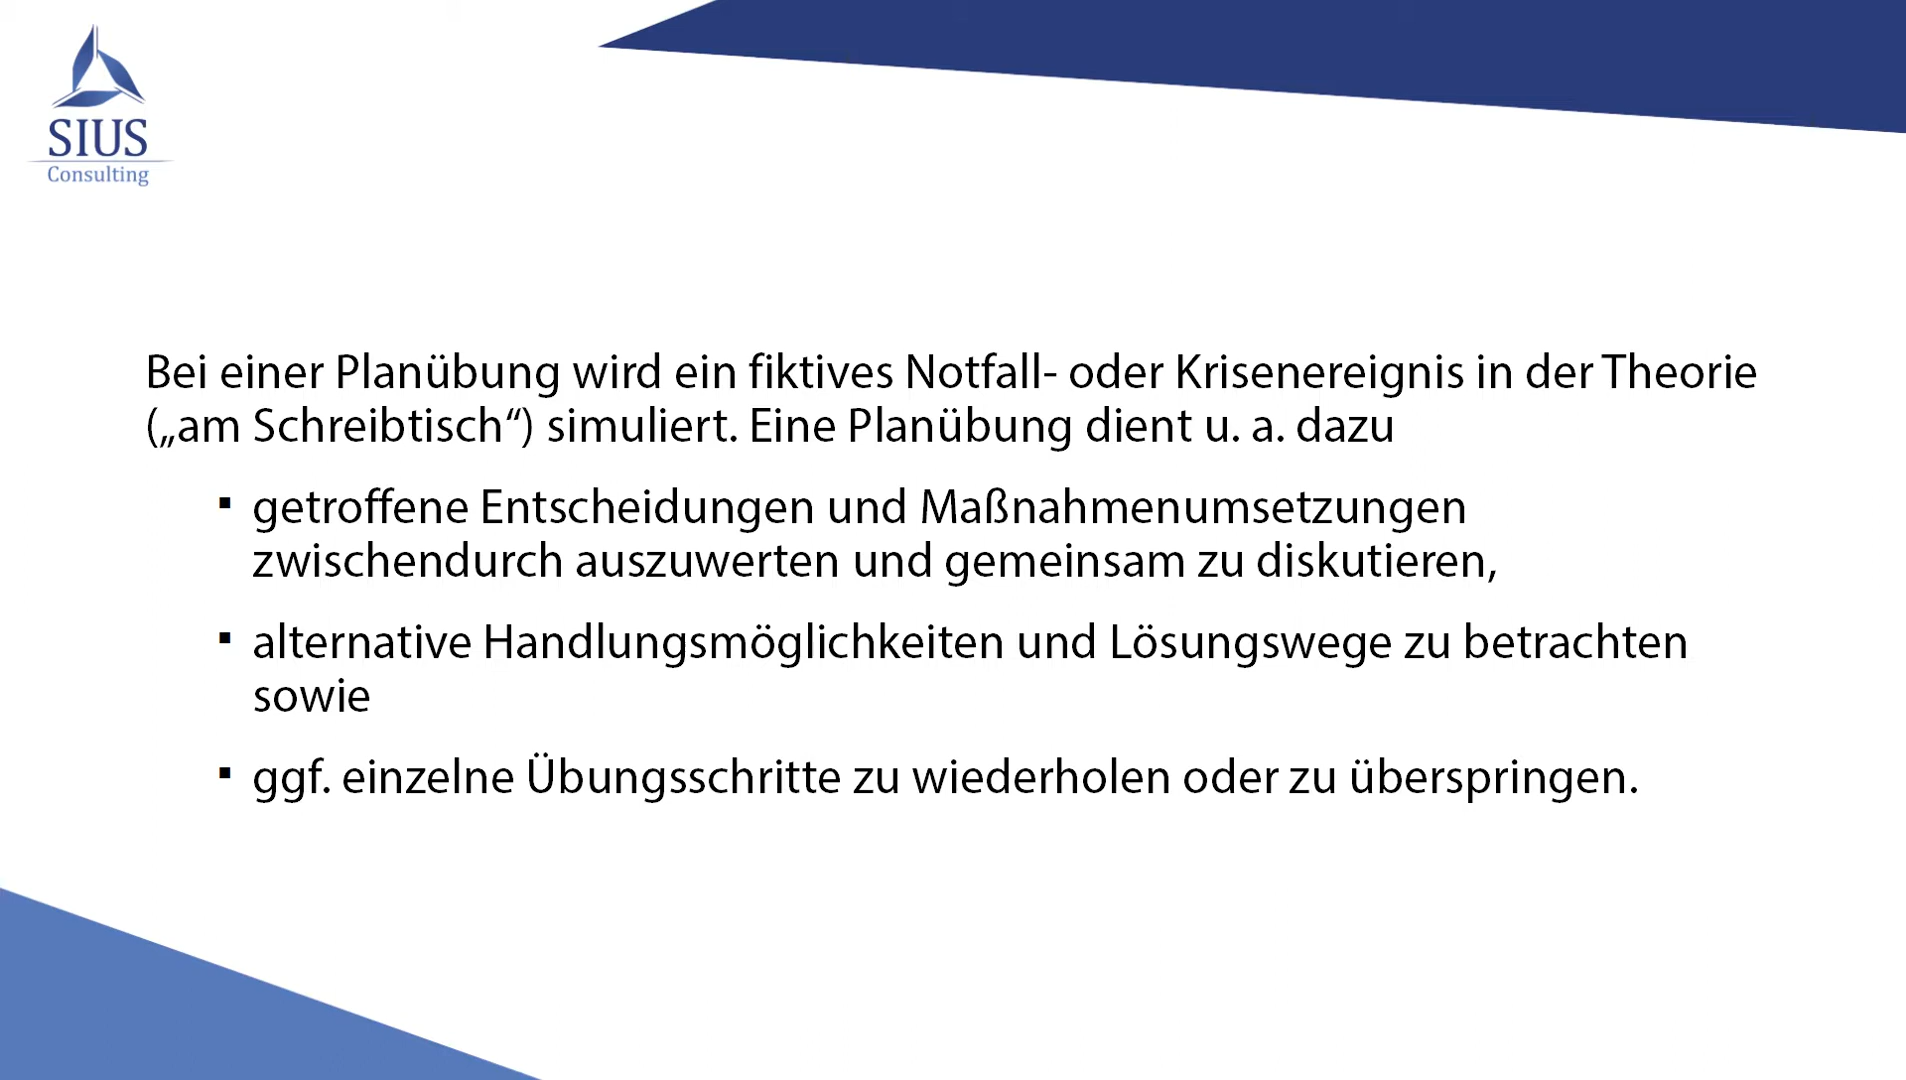 SIUS
Consulting
Bei einer Planübung wird ein fiktives Notfall- oder Krisenereignis in der Theorie
(„am Schreibtisch“) simuliert. Eine Planübung dient u. a. dazu
▪ getroffene Entscheidungen und Maßnahmenumsetzungen
zwischendurch auszuwerten und gemeinsam zu diskutieren,
▪ alternative Handlungsmöglichkeiten und Lösungswege zu betrachten
sowie
▪ ggf. einzelne Übungsschritte zu wiederholen oder zu überspringen.